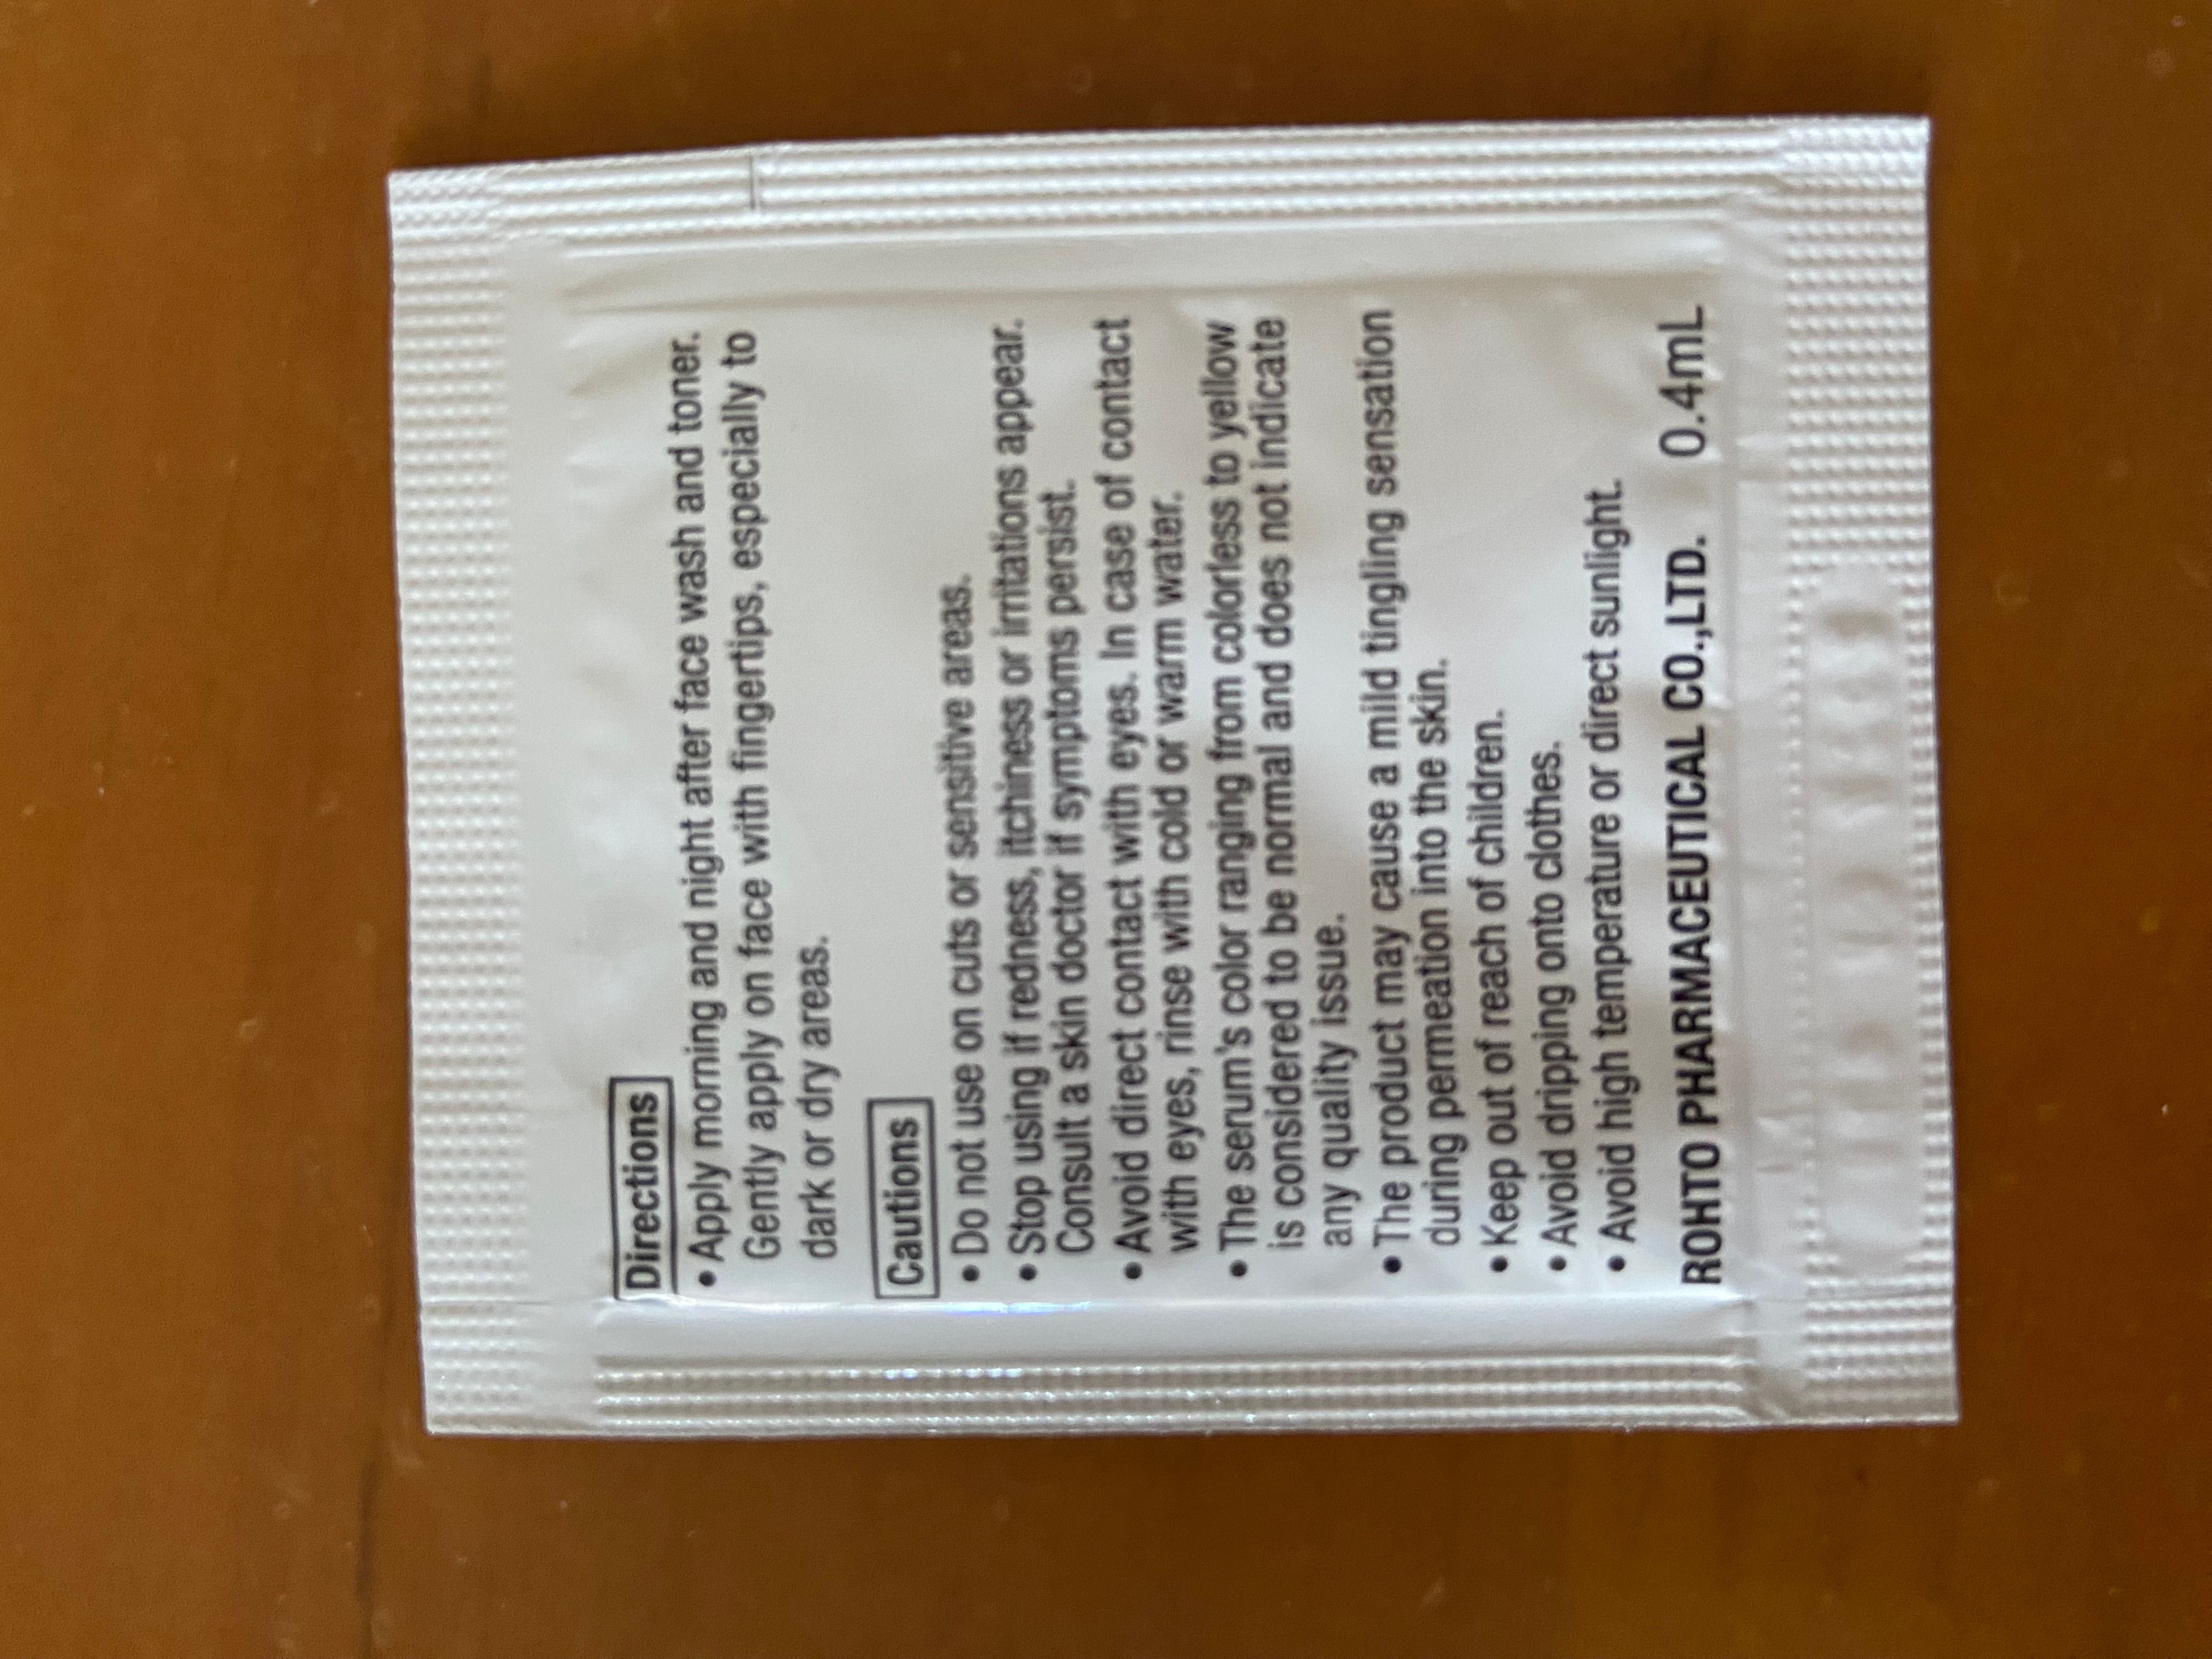 Directions
• Apply morning and night after face wash and toner.
Gently apply on face with fingertips, especially to
dark or dry areas.
Cautions
• Do not use on cuts or sensitive areas.
• Stop using if redness, itchiness or irritations appear.
Consult a skin doctor if symptoms persist.
• Avoid direct contact with eyes. In case of contact
with eyes, rinse with cold or warm water.
• The serum's color ranging from colorless to yellow
is considered to be normal and does not indicate
any quality issue.
• The product may cause a mild tingling sensation
during permeation into the skin.
• Keep out of reach of children.
• Avoid dripping onto clothes.
• Avoid high temperature or direct sunlight.
ROHTO PHARMACEUTICAL CO.,LTD. 0.4mL